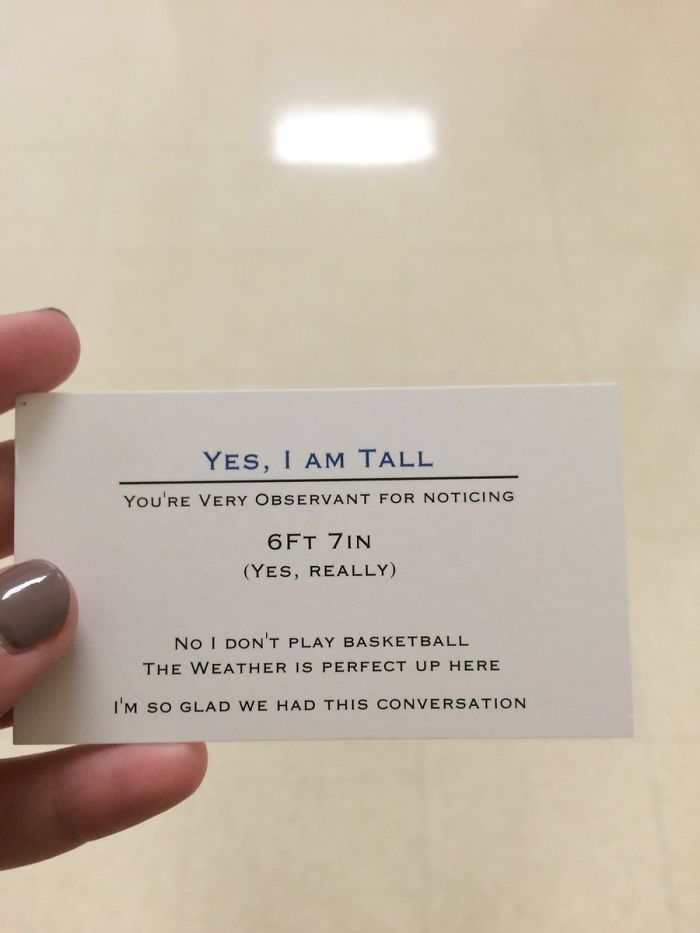 Yes, I am Tall
You're Very Observant for noticing
6Ft 7in
(Yes, really)
No I don't play basketball
The Weather is perfect up here
I'm so glad we had this conversation